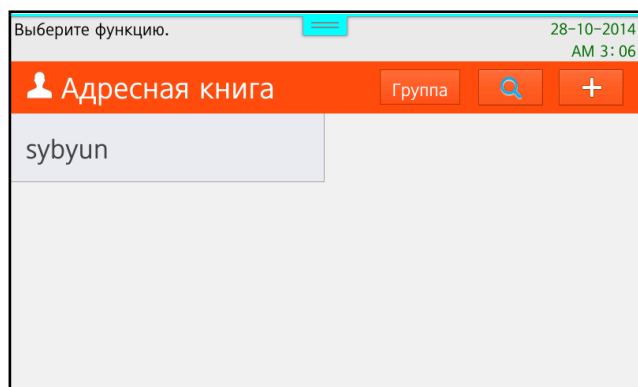 Выберите функцию.
28-10-2014
AM 3:06
Адресная книга
Группа
+
sybyun